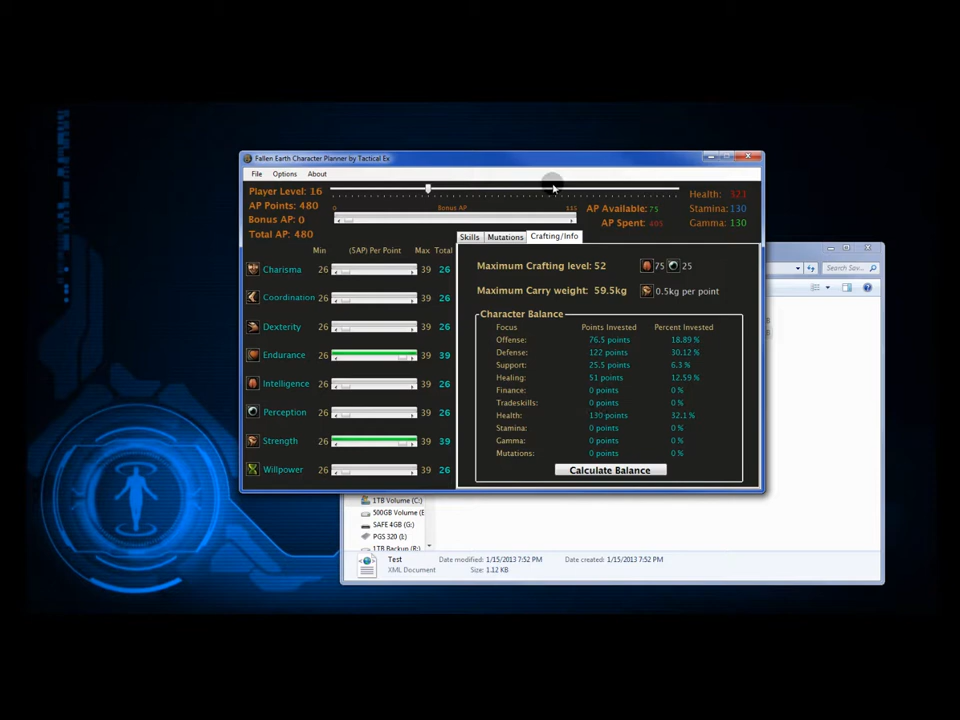 Fallen Earth Character Planner by Tactical Ex
File Options About
Player Level: 16
AP Points: 480
Bonus AP: 0
Total AP: 480
0 Bonus AP 135
AP Available: 75
AP Spent: 405
Health: 323
Stamina: 130
Gamma: 130
Skills Mutations Crafting/Info
Min (5AP) Per Point Max Total
Charisma 26 39 26
Coordination 26 39 26
Dexterity 26 39 26
Endurance 26 39 39
Intelligence 26 39 26
Perception 26 39 26
Strength 26 39 39
Willpower 26 39 26
Maximum Crafting level: 52 75 25
Maximum Carry weight: 59.5kg 0.5kg per point
Character Balance
Focus Points Invested Percent Invested
Offense: 76.5 points 18.89 %
Defense: 122 points 30.12 %
Support: 25.5 points 6.3 %
Healing: 51 points 12.59 %
Finance: 0 points 0 %
Tradeskills: 0 points 0 %
Health: 130 points 32.1 %
Stamina: 0 points 0 %
Gamma: 0 points 0 %
Mutations: 0 points 0 %
Calculate Balance
Search Sav...
1TB Volume (C:)
500GB Volume (E
SAFE 4GB (G:)
PGS 320 (I:)
1TB Backup (R:)
Test Date modified: 1/15/2013 7:52 PM Date created: 1/15/2013 7:52 PM
XML Document Size: 1.12 KB